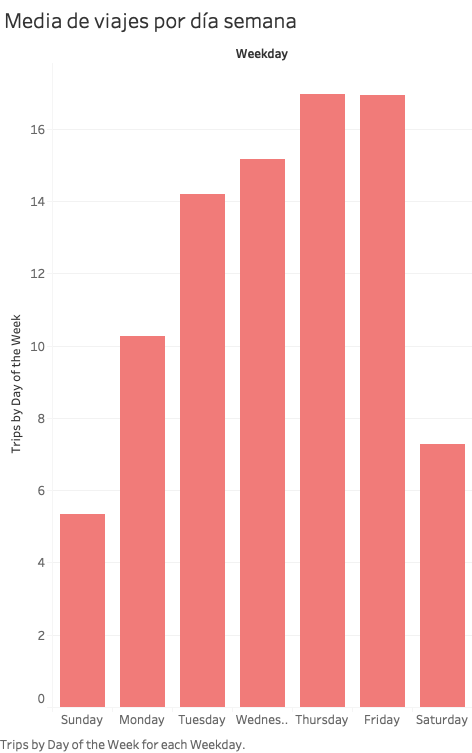 Media de viajes por día semana
Weekday
Trips by Day of the Week
16
14
12
10
8
6
4
2
0
Sunday Monday Tuesday Wednes.. Thursday Friday Saturday
Trips by Day of the Week for each Weekday.